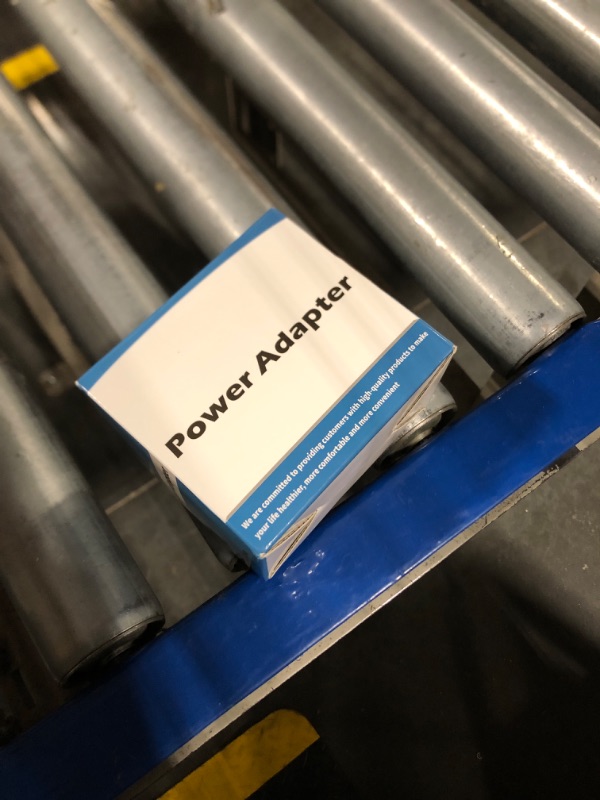 Power Adapter
We are committed to providing customers with high-quality products to make
your life healthier, more comfortable and more convenient